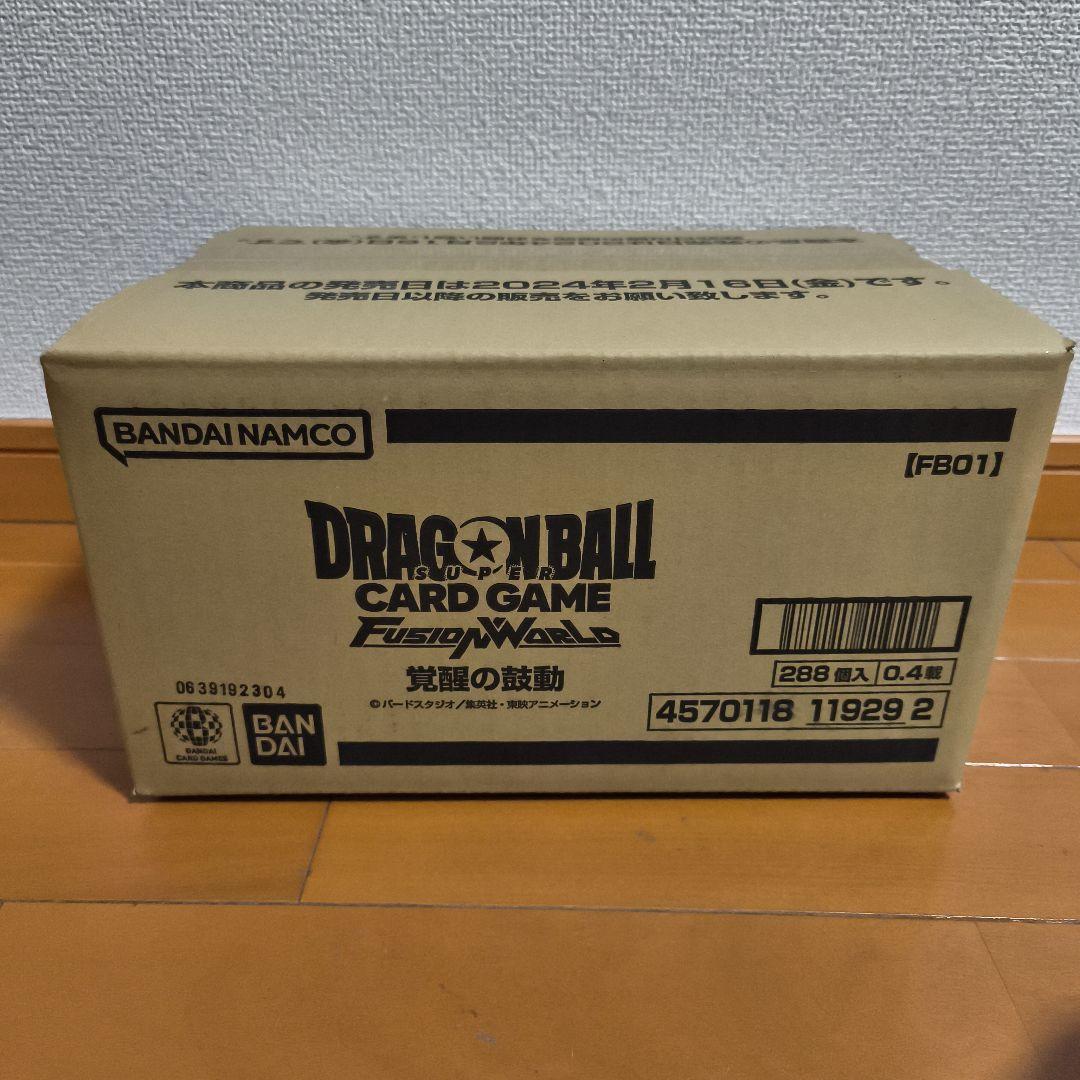 本商品の発売日は2024年2月16日(金)です。
発売日以降の販売をお願い致します。
BANDAI NAMCO
【FB01】
DRAGON BALL
SUPER
CARD GAME
FUSION WORLD
覚醒の鼓動
©バードスタジオ／集英社・東映アニメーション
288個入 0.4載
0639192304
4570118 11929 2
BANDAI
CARD GAMES
BAN
DAI